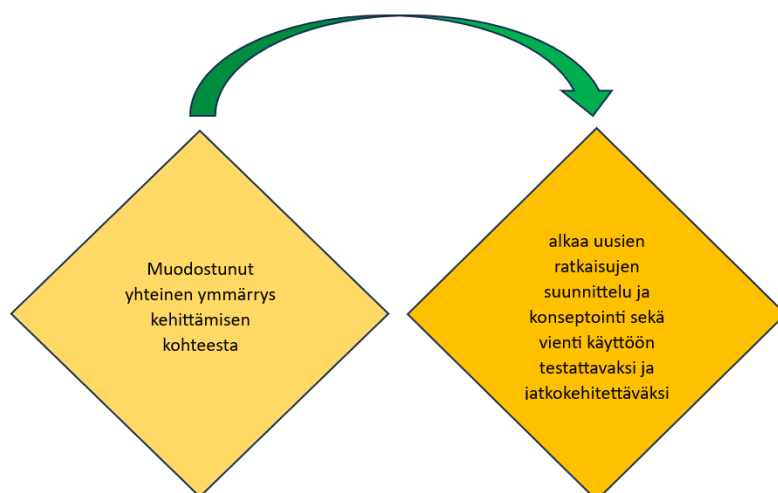 Muodostunut
yhteinen ymmärrys
kehittämisen
kohteesta
alkaa uusien
ratkaisujen
suunnittelu ja
konseptointi sekä
vienti käyttöön
testattavaksi ja
jatkokehitettäväksi